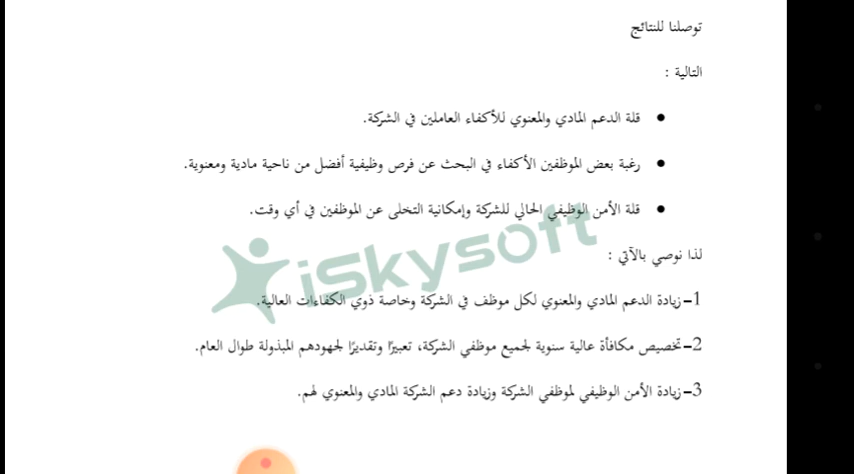 توصلنا للنتائج
التالية :
● قلة الدعم المادي والمعنوي للأكفاء العاملين في الشركة.
● رغبة بعض الموظفين الأكفاء في البحث عن فرص وظيفية أفضل من ناحية مادية ومعنوية.
● قلة الأمن الوظيفي الحالي للشركة وإمكانية التخلى عن الموظفين في أي وقت.
iSkysoft
لذا نوصي بالآتي :
1–زيادة الدعم المادي والمعنوي لكل موظف في الشركة وخاصة ذوي الكفاءات العالية.
2–تخصيص مكافأة عالية سنوية لجميع موظفي الشركة، تعبيرًا وتقديرًا لجهودهم المبذولة طوال العام.
3–زيادة الأمن الوظيفي لموظفي الشركة وزيادة دعم الشركة المادي والمعنوي لهم.